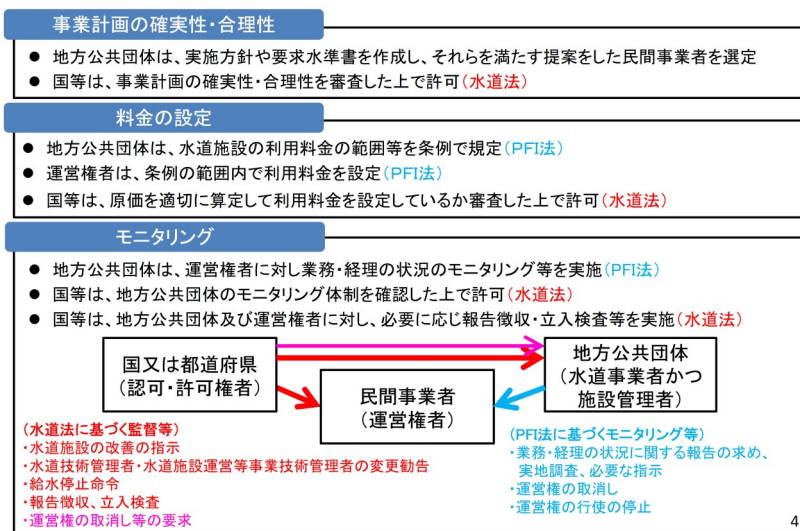 事業計画の確実性・合理性
● 地方公共団体は、実施方針や要求水準書を作成し、それらを満たす提案をした民間事業者を選定
● 国等は、事業計画の確実性・合理性を審査した上で許可(水道法)
料金の設定
● 地方公共団体は、水道施設の利用料金の範囲等を条例で規定(PFI法)
● 運営権者は、条例の範囲内で利用料金を設定(PFI法)
● 国等は、原価を適切に算定して利用料金を設定しているか審査した上で許可(水道法)
モニタリング
● 地方公共団体は、運営権者に対し業務・経理の状況のモニタリング等を実施(PFI法)
● 国等は、地方公共団体のモニタリング体制を確認した上で許可(水道法)
● 国等は、地方公共団体及び運営権者に対し、必要に応じ報告徴収・立入検査等を実施(水道法)
国又は都道府県
(認可・許可権者)
民間事業者
(運営権者)
地方公共団体
(水道事業者かつ
施設管理者)
(水道法に基づく監督等)
・水道施設の改善の指示
・水道技術管理者・水道施設運営等事業技術管理者の変更勧告
・給水停止命令
・報告徴収、立入検査
・運営権の取消し等の要求
(PFI法に基づくモニタリング等)
・業務・経理の状況に関する報告の求め、
実地調査、必要な指示
・運営権の取消し
・運営権の行使の停止
4